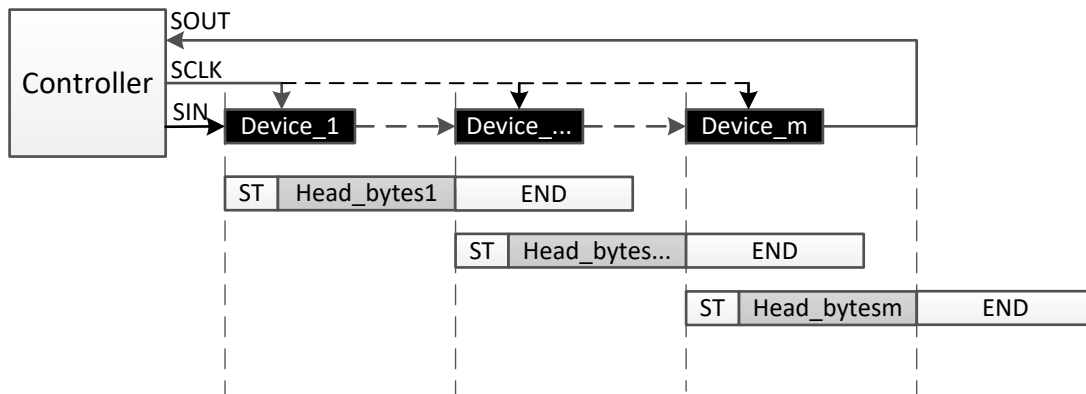 SOUT
Controller
SCLK
SIN
Device_1
Device_...
Device_m
ST Head_bytes1 END
ST Head_bytes... END
ST Head_bytesm END